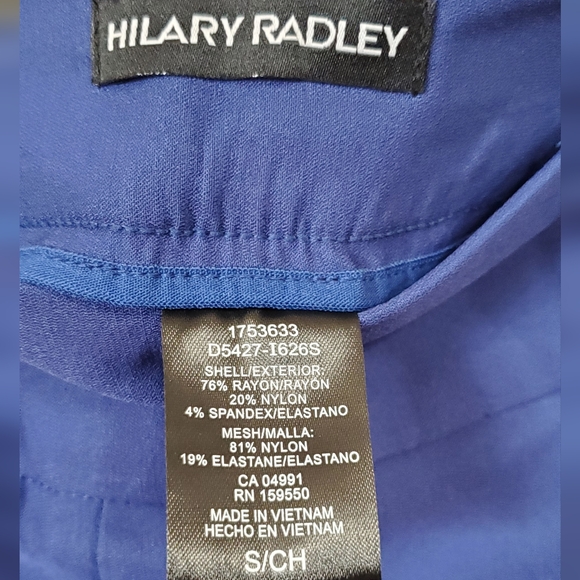 HILARY RADLEY
1753633
D5427-I626S
SHELL/EXTERIOR:
76% RAYON/RAYÓN
20% NYLON
4% SPANDEX/ELASTANO
MESH/MALLA:
81% NYLON
19% ELASTANE/ELASTANO
CA 04991
RN 159550
MADE IN VIETNAM
HECHO EN VIETNAM
S/CH